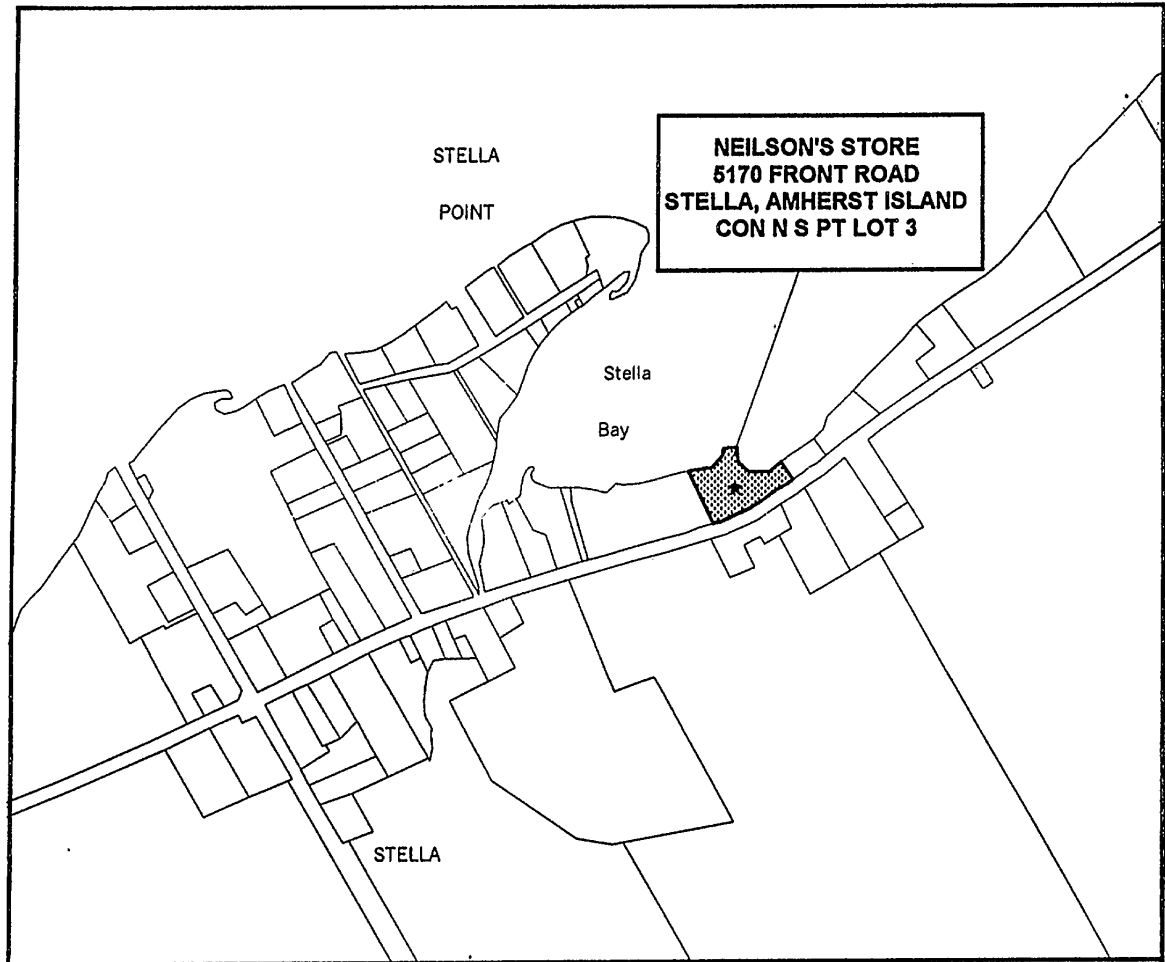 STELLA
POINT
NEILSON'S STORE
5170 FRONT ROAD
STELLA, AMHERST ISLAND
CON N S PT LOT 3
Stella
Bay
STELLA